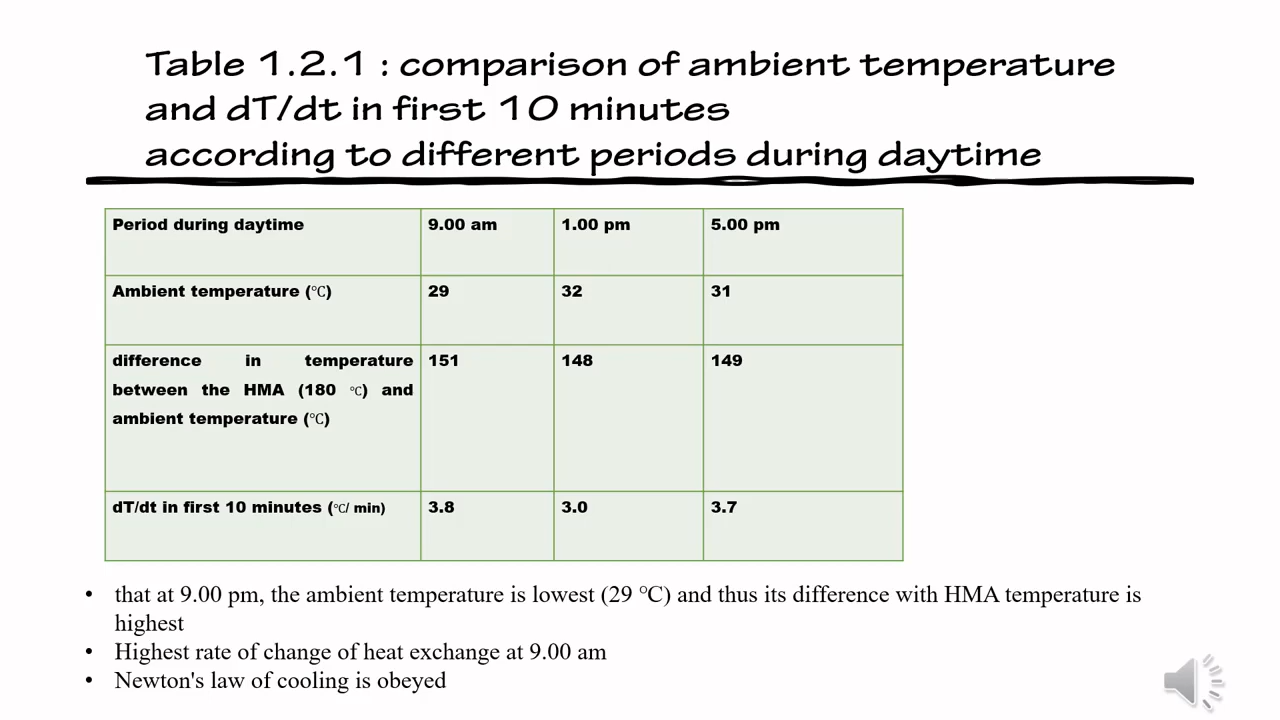 Table 1.2.1 : comparison of ambient temperature
and dT/dt in first 10 minutes
according to different periods during daytime
Period during daytime 9.00 am 1.00 pm 5.00 pm
Ambient temperature (℃) 29 32 31
difference in temperature 151 148 149
between the HMA (180 ℃) and
ambient temperature (℃)
dT/dt in first 10 minutes (℃/ min) 3.8 3.0 3.7
• that at 9.00 pm, the ambient temperature is lowest (29 ℃) and thus its difference with HMA temperature is
highest
• Highest rate of change of heat exchange at 9.00 am
• Newton's law of cooling is obeyed